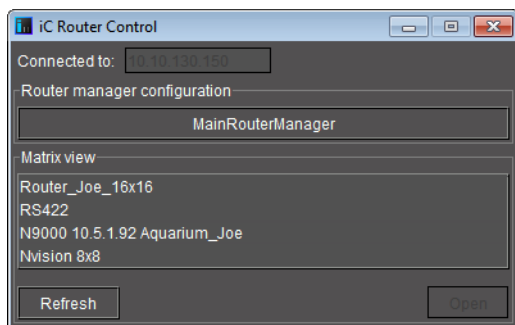 iC Router Control
Connected to: 10.10.130.150
Router manager configuration
MainRouterManager
Matrix view
Router_Joe_16x16
RS422
N9000 10.5.1.92 Aquarium_Joe
Nvision 8x8
Refresh Open